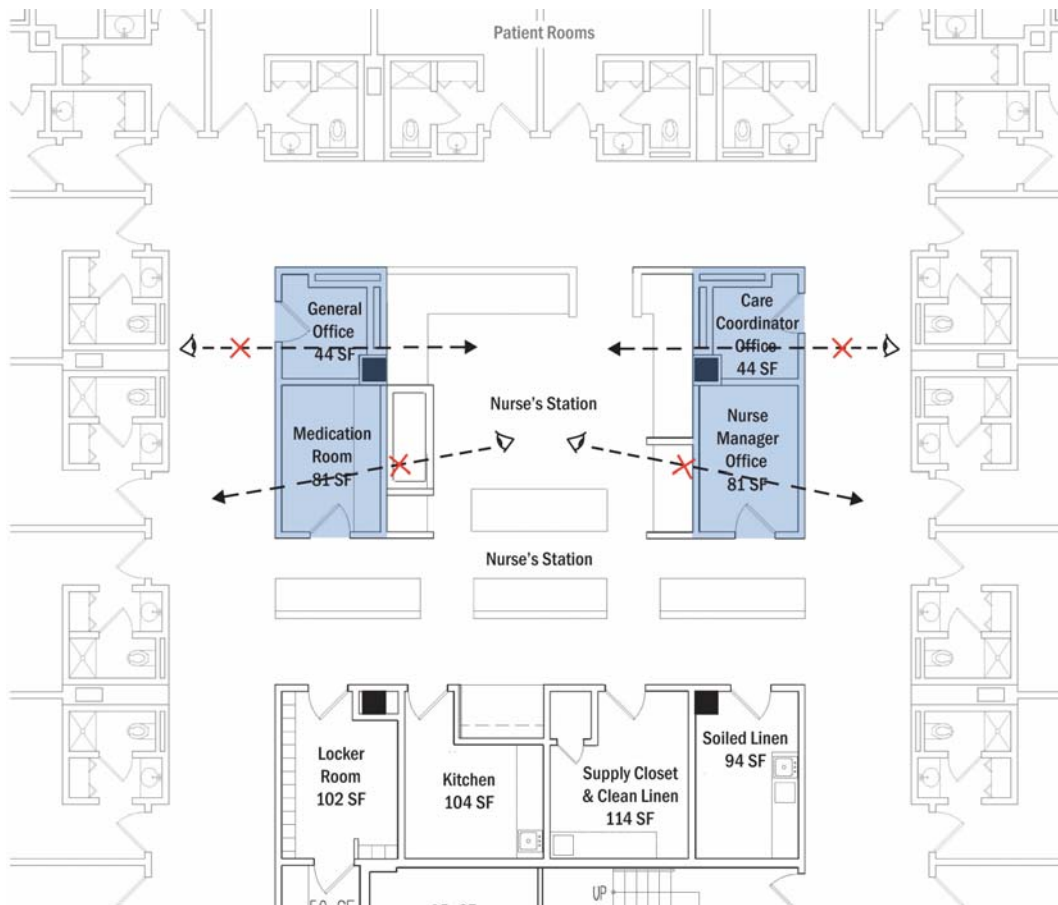 Patient Rooms
General
Office
44 SF
Care
Coordinator
Office
44 SF
Nurse's Station
Medication
Room
81 SF
Nurse
Manager
Office
81 SF
Nurse's Station
Locker
Room
102 SF
Kitchen
104 SF
Supply Closet
& Clean Linen
114 SF
Soiled Linen
94 SF
UP